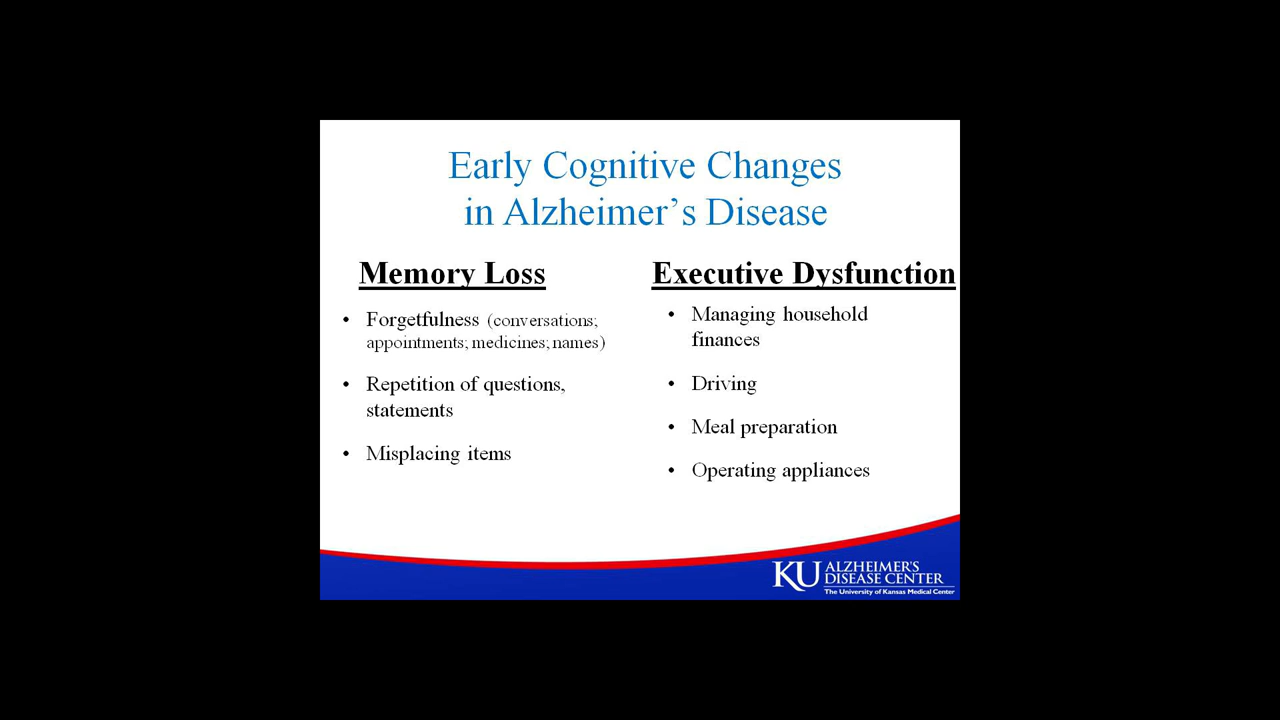 Early Cognitive Changes
in Alzheimer’s Disease
Memory Loss
• Forgetfulness (conversations;
appointments; medicines; names)
• Repetition of questions,
statements
• Misplacing items
Executive Dysfunction
• Managing household
finances
• Driving
• Meal preparation
• Operating appliances
KU ALZHEIMER'S
DISEASE CENTER
The University of Kansas Medical Center